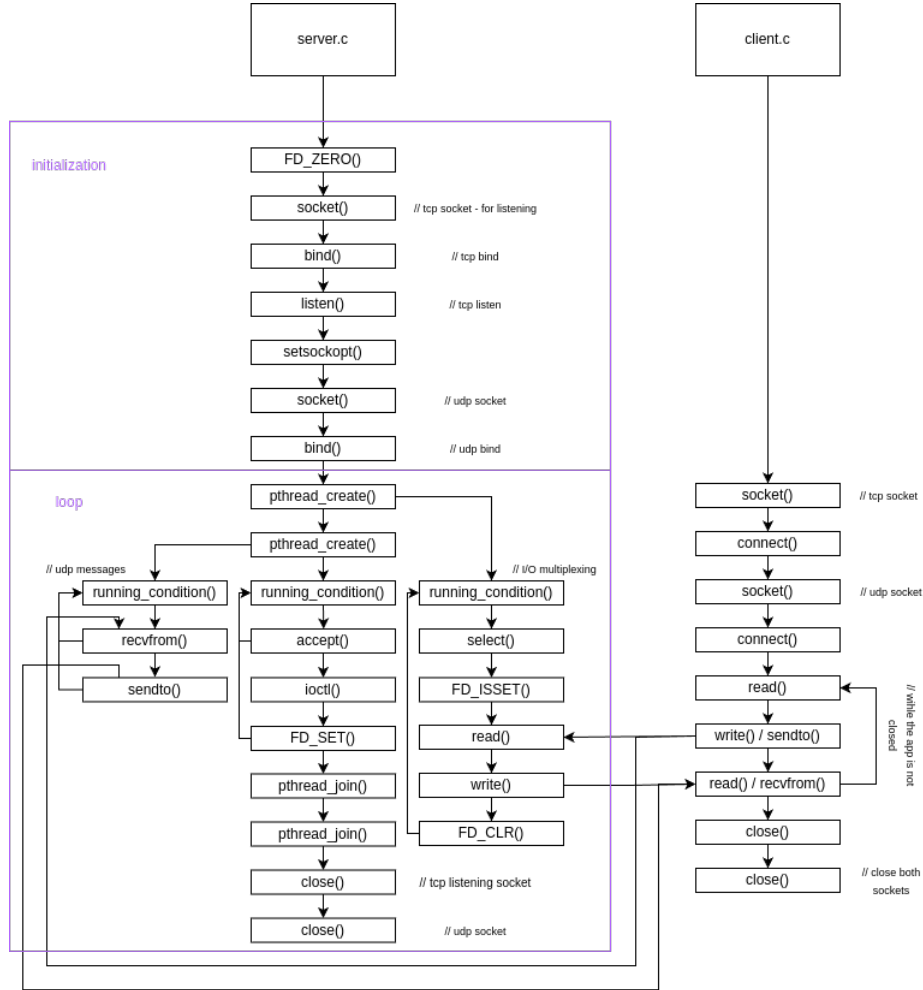 server.c
client.c
initialization
FD_ZERO()
socket()
// tcp socket - for listening
bind()
// tcp bind
listen()
// tcp listen
setsockopt()
socket()
// udp socket
bind()
// udp bind
loop
pthread_create()
socket()
// tcp socket
pthread_create()
connect()
// udp messages
// I/O multiplexing
running_condition()
running_condition()
running_condition()
socket()
// udp socket
recvfrom()
accept()
select()
connect()
sendto()
ioctl()
FD_ISSET()
read()
// wihle the app is not
closed
FD_SET()
read()
write() / sendto()
pthread_join()
write()
read() / recvfrom()
pthread_join()
FD_CLR()
close()
close()
// tcp listening socket
close()
// close both
sockets
close()
// udp socket